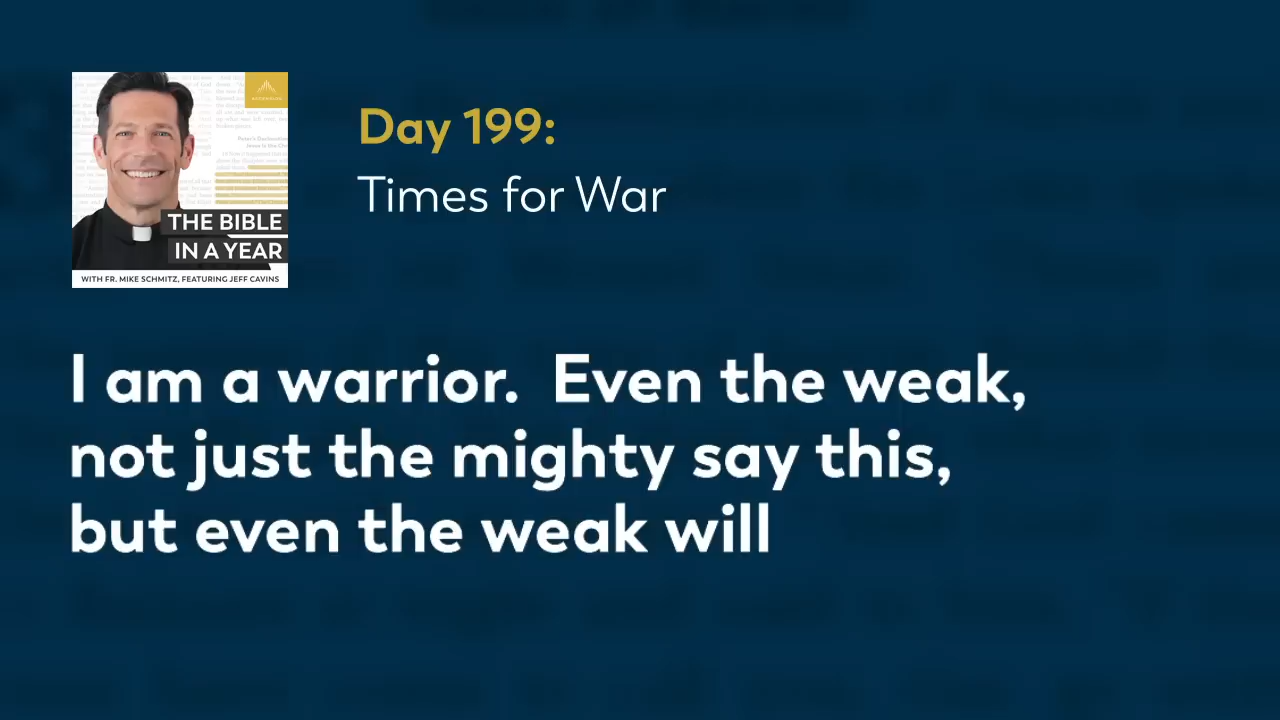 THE BIBLE
IN A YEAR
WITH FR. MIKE SCHMITZ, FEATURING JEFF CAVINS
Day 199:
Times for War
I am a warrior. Even the weak,
not just the mighty say this,
but even the weak will